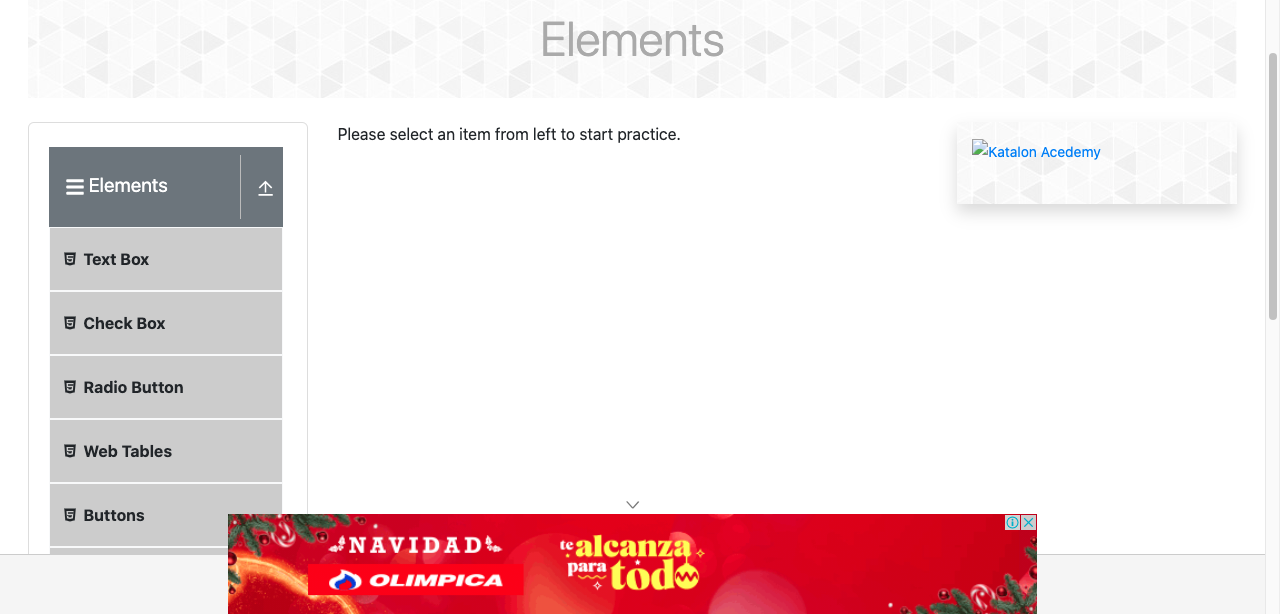 Elements
Please select an item from left to start practice.
Katalon Acedemy
Elements
Text Box
Check Box
Radio Button
Web Tables
Buttons
NAVIDAD
OLIMPICA
te alcanza
para todo